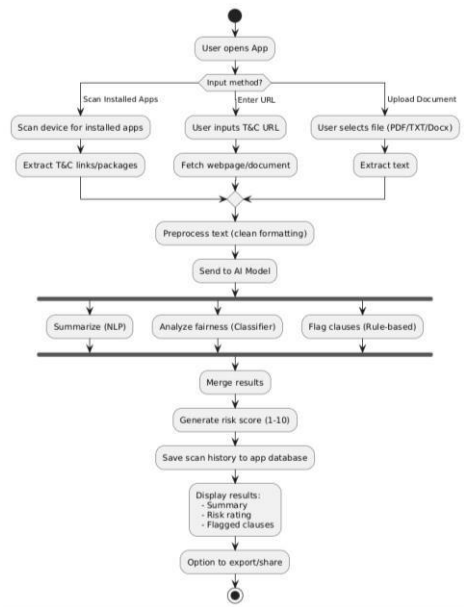 User opens App
Input method?
Scan Installed Apps
Enter URL
Upload Document
Scan device for installed apps
User inputs T&C URL
User selects file (PDF/TXT/Docx)
Extract T&C links/packages
Fetch webpage/document
Extract text
Preprocess text (clean formatting)
Send to AI Model
Summarize (NLP)
Analyze fairness (Classifier)
Flag clauses (Rule-based)
Merge results
Generate risk score (1-10)
Save scan history to app database
Display results:
- Summary
- Risk rating
- Flagged clauses
Option to export/share